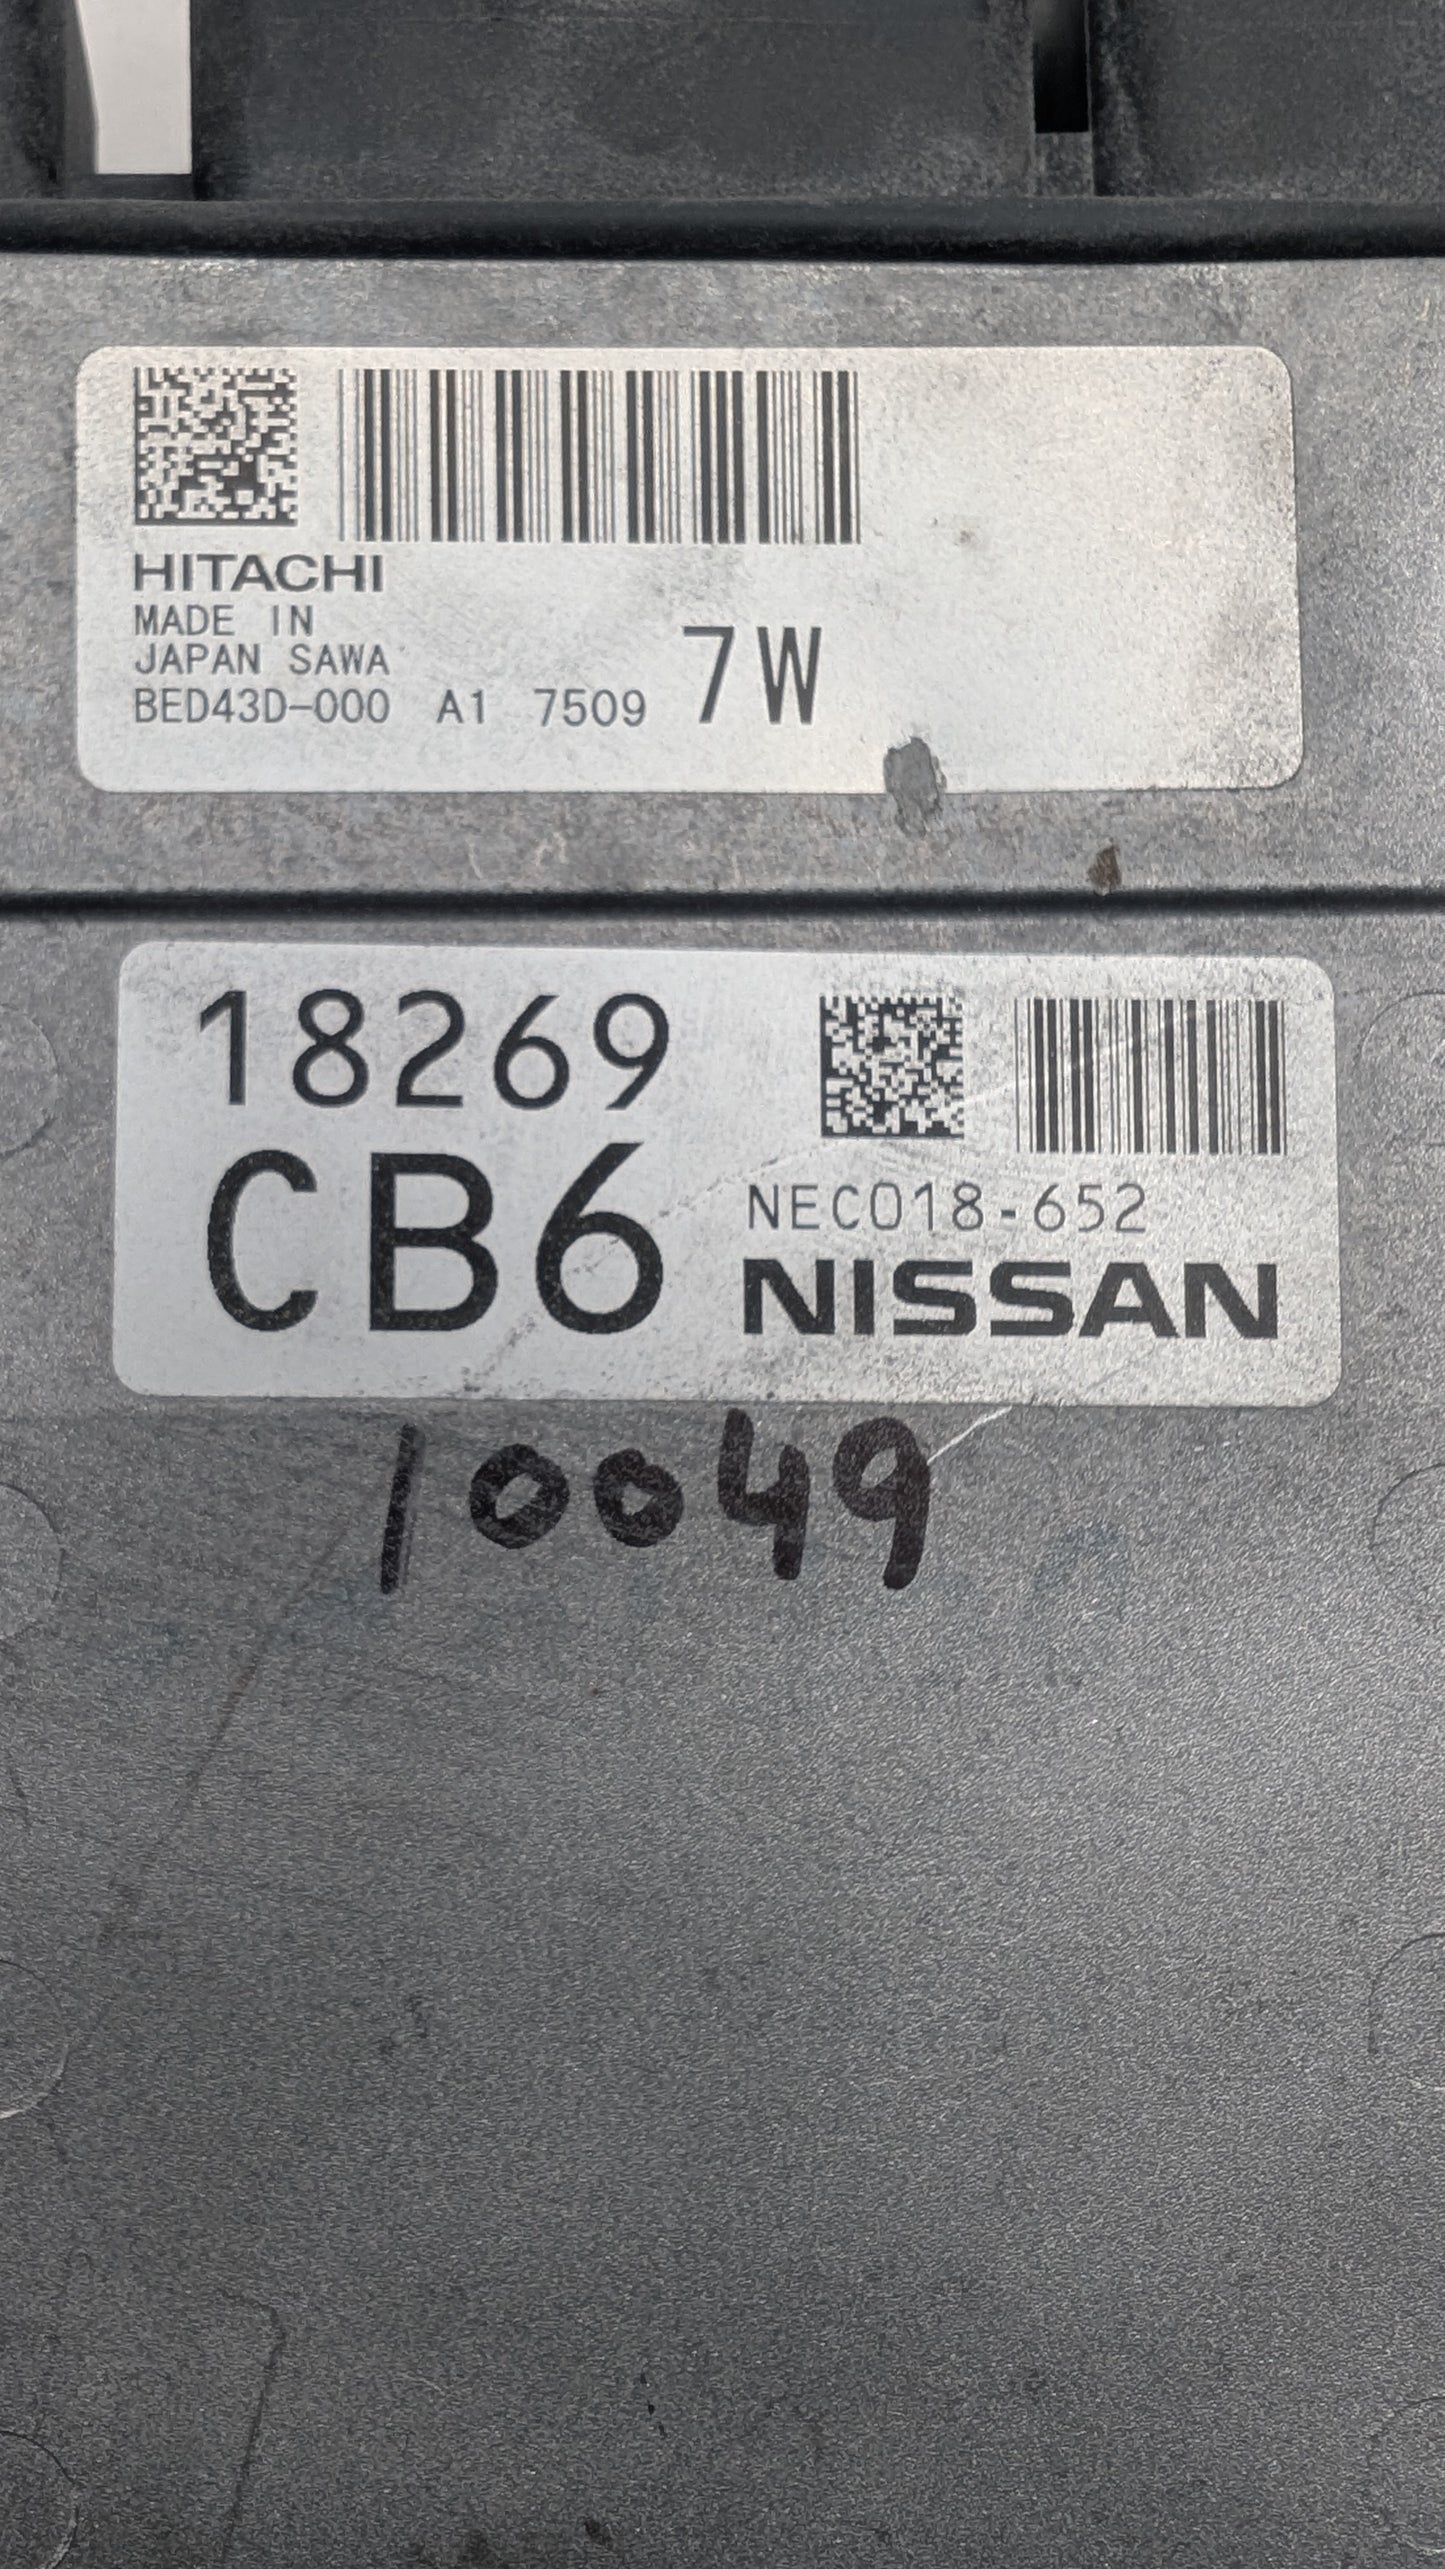 HITACHI
MADE IN
JAPAN SAWA
BED43D-000 A1 7509 7W
18269
CB6
NEC018-652
NISSAN
10049